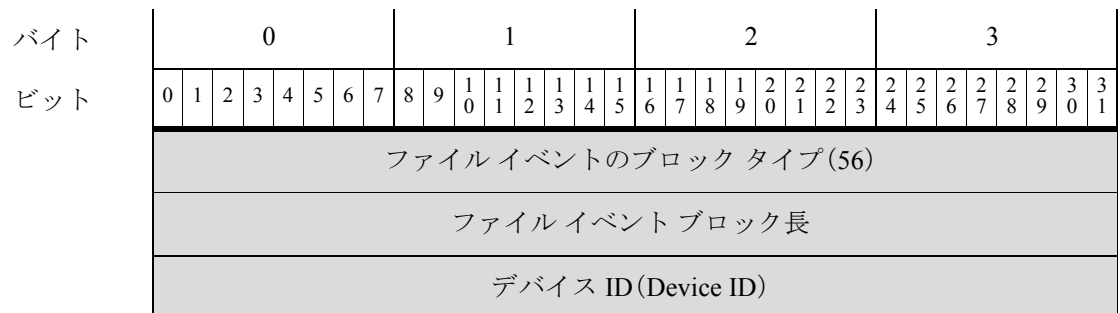 バイト 0 1 2 3
ビット 0 1 2 3 4 5 6 7 8 9 10 11 12 13 14 15 16 17 18 19 20 21 22 23 24 25 26 27 28 29 30 31
ファイル イベントのブロック タイプ(56)
ファイル イベント ブロック長
デバイス ID(Device ID)